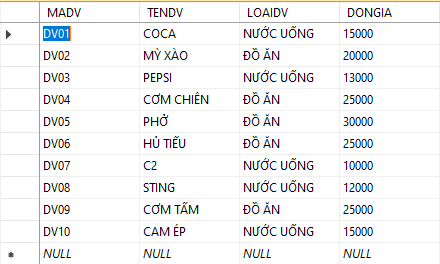 MADV TENDV LOAIDV DONGIA
DV01 COCA NƯỚC UỐNG 15000
DV02 MỲ XÀO ĐỒ ĂN 20000
DV03 PEPSI NƯỚC UỐNG 13000
DV04 CƠM CHIÊN ĐỒ ĂN 25000
DV05 PHỞ ĐỒ ĂN 30000
DV06 HỦ TIẾU ĐỒ ĂN 25000
DV07 C2 NƯỚC UỐNG 10000
DV08 STING NƯỚC UỐNG 12000
DV09 CƠM TẤM ĐỒ ĂN 25000
DV10 CAM ÉP NƯỚC UỐNG 15000
NULL NULL NULL NULL